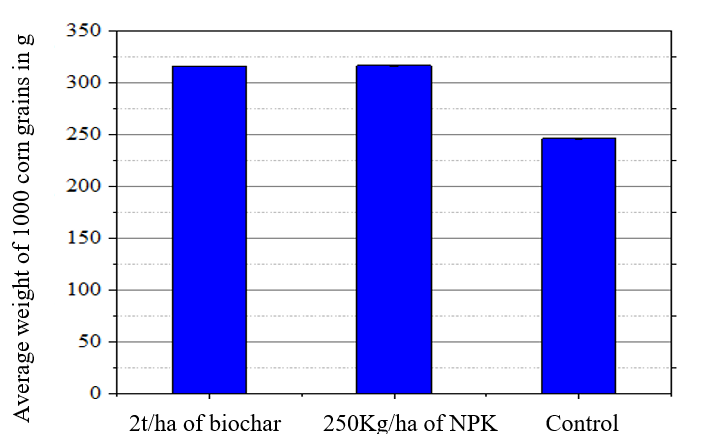 Average weight of 1000 corn grains in g
350
300
250
200
150
100
50
0
2t/ha of biochar
250Kg/ha of NPK
Control